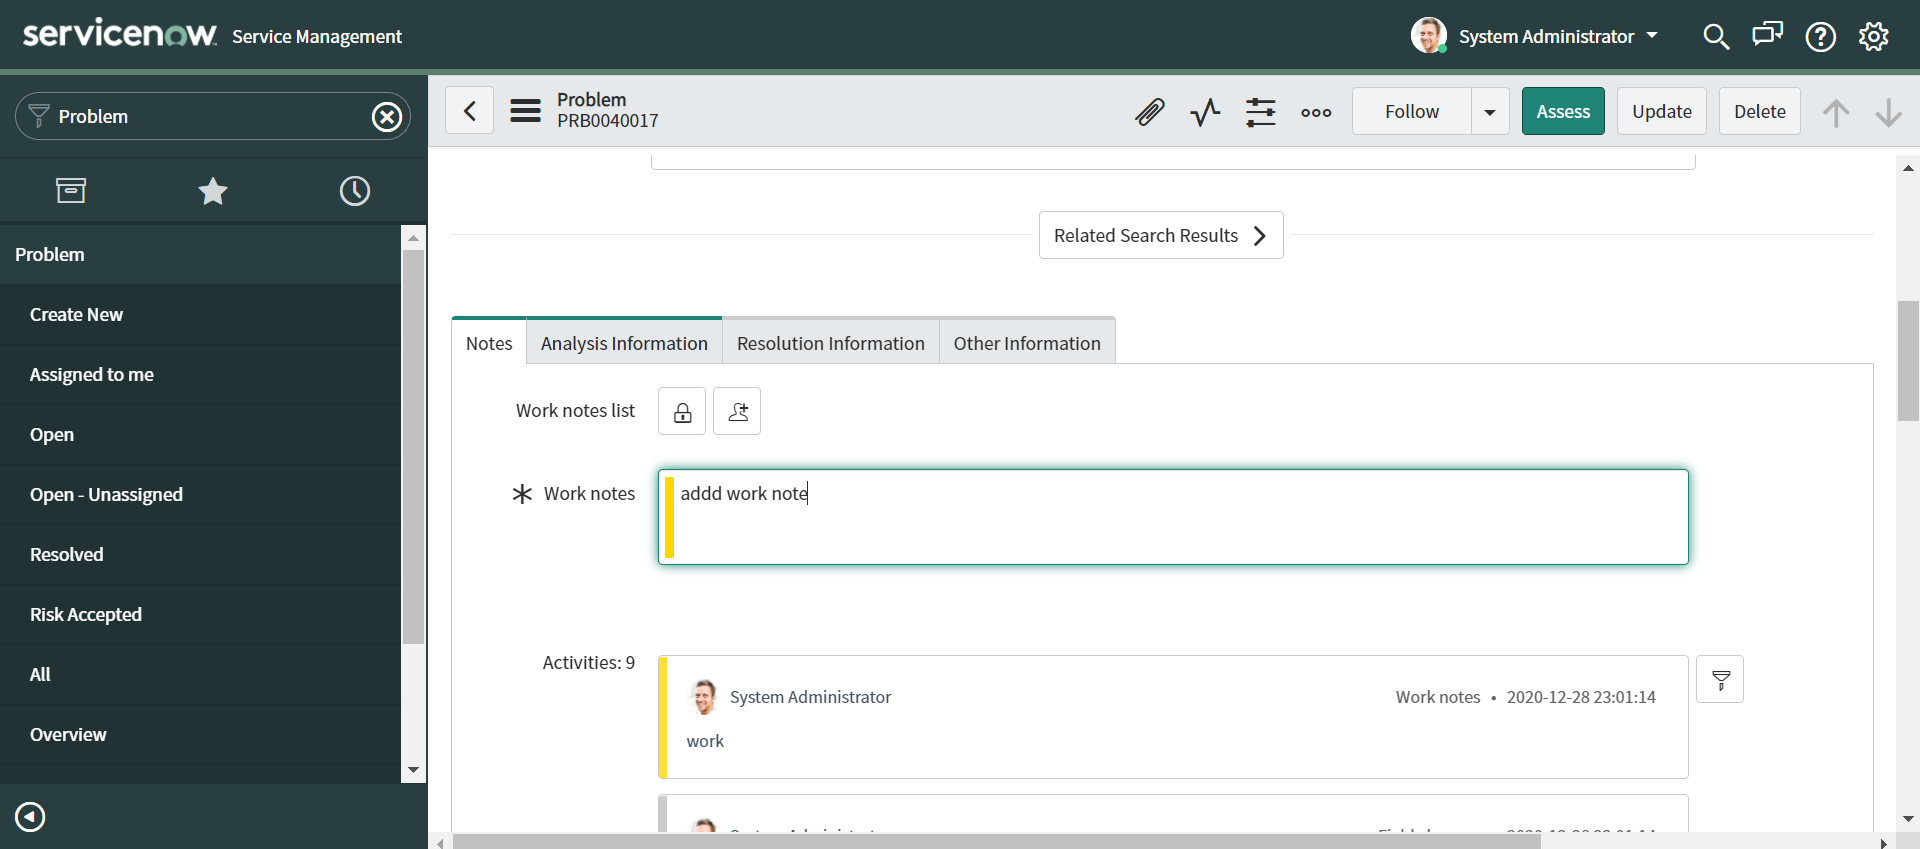 servicenow Service Management
System Administrator
Problem
Problem
PRB0040017
Follow
Assess
Update
Delete
Problem
Create New
Assigned to me
Open
Open - Unassigned
Resolved
Risk Accepted
All
Overview
Related Search Results
Notes
Analysis Information
Resolution Information
Other Information
Work notes list
Work notes
addd work note
Activities: 9
System Administrator
Work notes • 2020-12-28 23:01:14
work